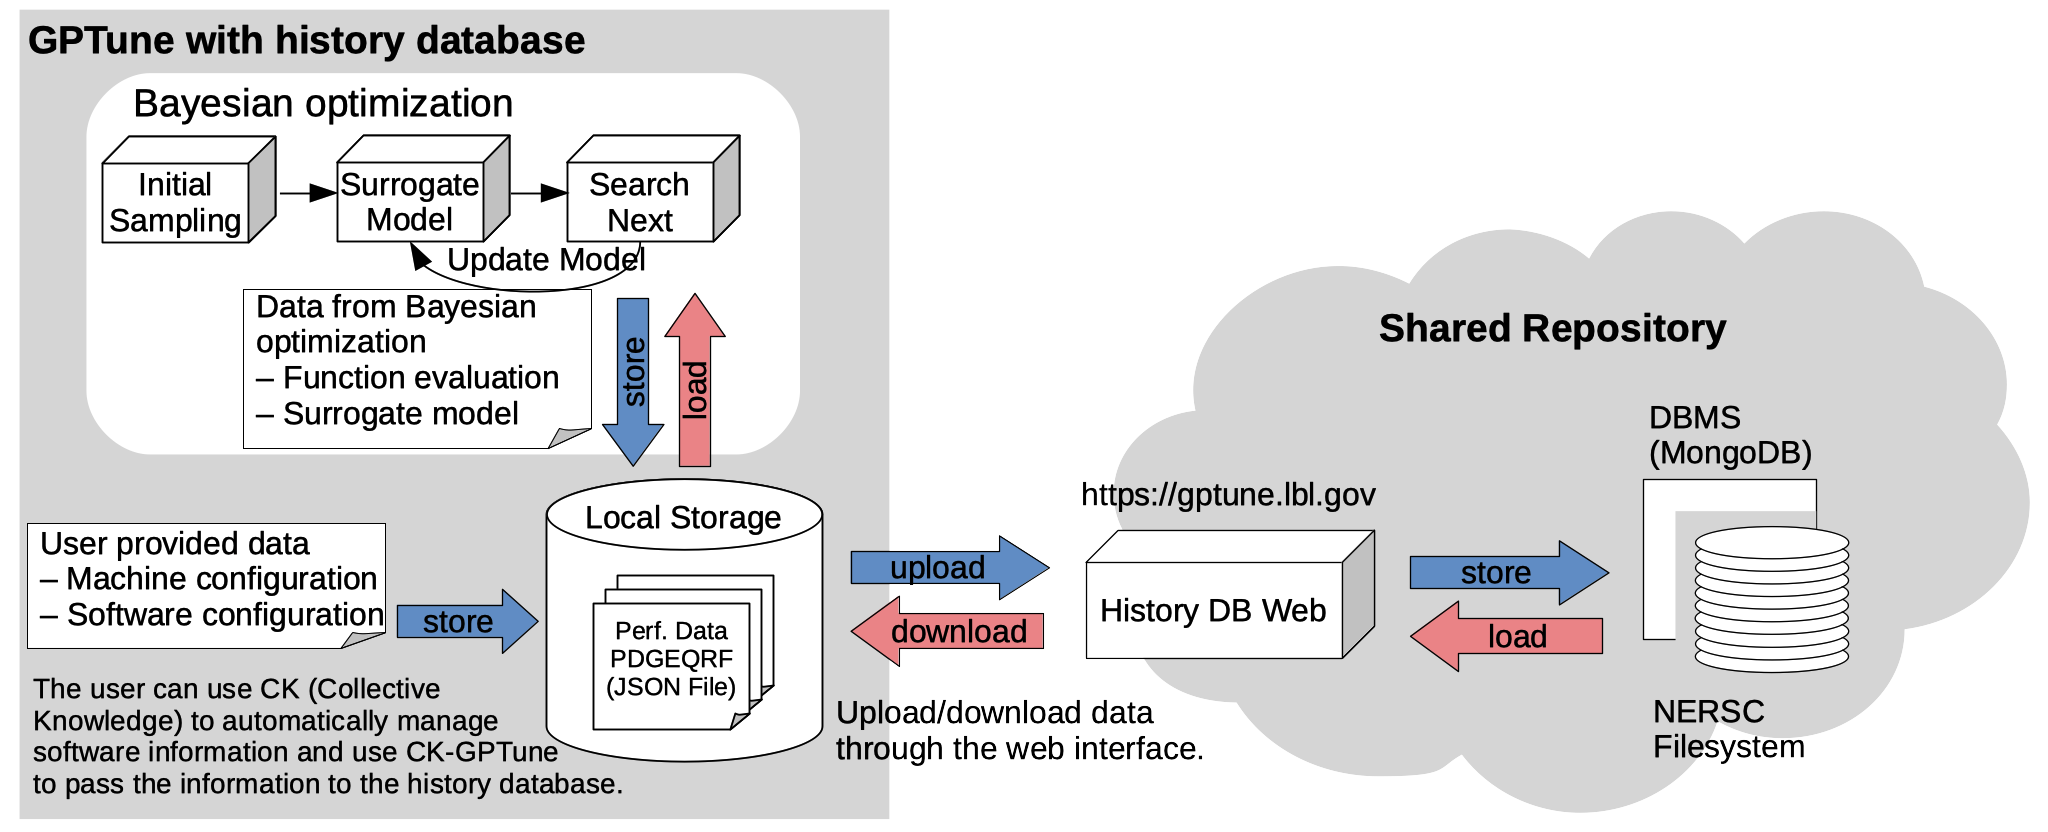 GPTune with history database
Bayesian optimization
Initial
Sampling
Surrogate
Model
Search
Next
Update Model
Data from Bayesian
optimization
– Function evaluation
– Surrogate model
store
load
User provided data
– Machine configuration
– Software configuration
store
Local Storage
Perf. Data
PDGEQRF
(JSON File)
The user can use CK (Collective
Knowledge) to automatically manage
software information and use CK-GPTune
to pass the information to the history database.
upload
download
Upload/download data
through the web interface.
Shared Repository
https://gptune.lbl.gov
History DB Web
store
load
DBMS
(MongoDB)
NERSC
Filesystem